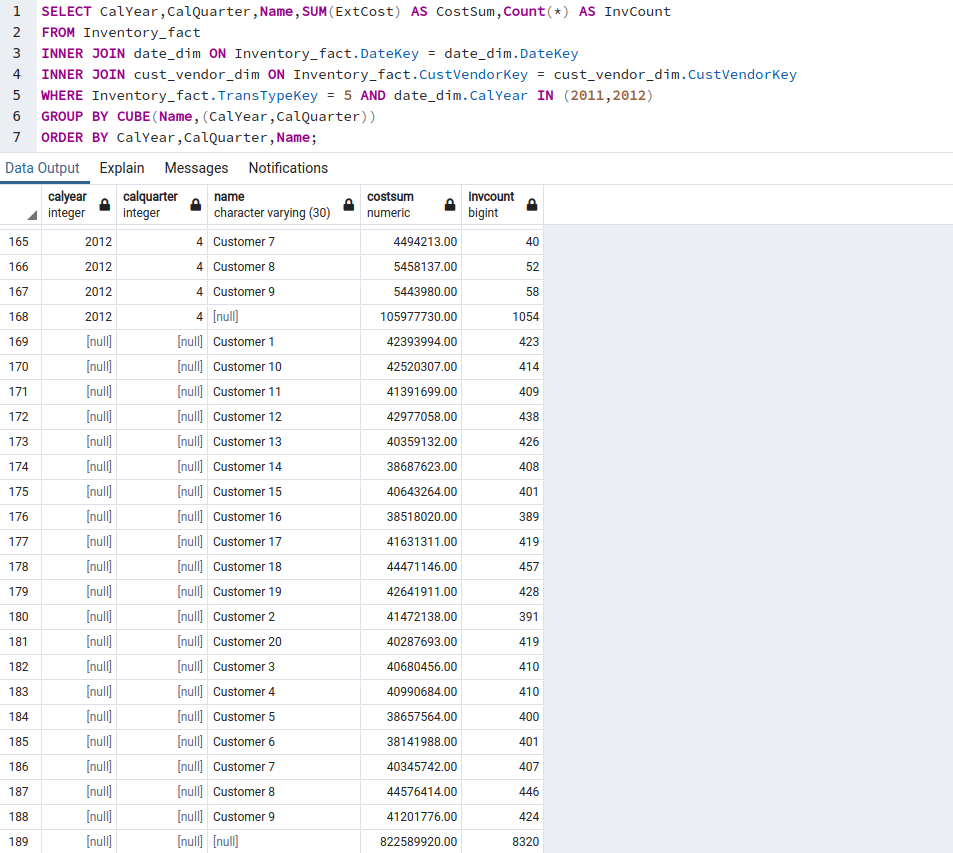 1 SELECT CalYear,CalQuarter,Name,SUM(ExtCost) AS CostSum,Count(*) AS InvCount
2 FROM Inventory_fact
3 INNER JOIN date_dim ON Inventory_fact.DateKey = date_dim.DateKey
4 INNER JOIN cust_vendor_dim ON Inventory_fact.CustVendorKey = cust_vendor_dim.CustVendorKey
5 WHERE Inventory_fact.TransTypeKey = 5 AND date_dim.CalYear IN (2011,2012)
6 GROUP BY CUBE(Name,(CalYear,CalQuarter))
7 ORDER BY CalYear,CalQuarter,Name;
Data Output Explain Messages Notifications
calyear calquarter name costsum invcount
integer integer character varying (30) numeric bigint
165 2012 4 Customer 7 4494213.00 40
166 2012 4 Customer 8 5458137.00 52
167 2012 4 Customer 9 5443980.00 58
168 2012 4 [null] 105977730.00 1054
169 [null] [null] Customer 1 42393994.00 423
170 [null] [null] Customer 10 42520307.00 414
171 [null] [null] Customer 11 41391699.00 409
172 [null] [null] Customer 12 42977058.00 438
173 [null] [null] Customer 13 40359132.00 426
174 [null] [null] Customer 14 38687623.00 408
175 [null] [null] Customer 15 40643264.00 401
176 [null] [null] Customer 16 38518020.00 389
177 [null] [null] Customer 17 41631311.00 419
178 [null] [null] Customer 18 44471146.00 457
179 [null] [null] Customer 19 42641911.00 428
180 [null] [null] Customer 2 41472138.00 391
181 [null] [null] Customer 20 40287693.00 419
182 [null] [null] Customer 3 40680456.00 410
183 [null] [null] Customer 4 40990684.00 410
184 [null] [null] Customer 5 38657564.00 400
185 [null] [null] Customer 6 38141988.00 401
186 [null] [null] Customer 7 40345742.00 407
187 [null] [null] Customer 8 44576414.00 446
188 [null] [null] Customer 9 41201776.00 424
189 [null] [null] [null] 822589920.00 8320